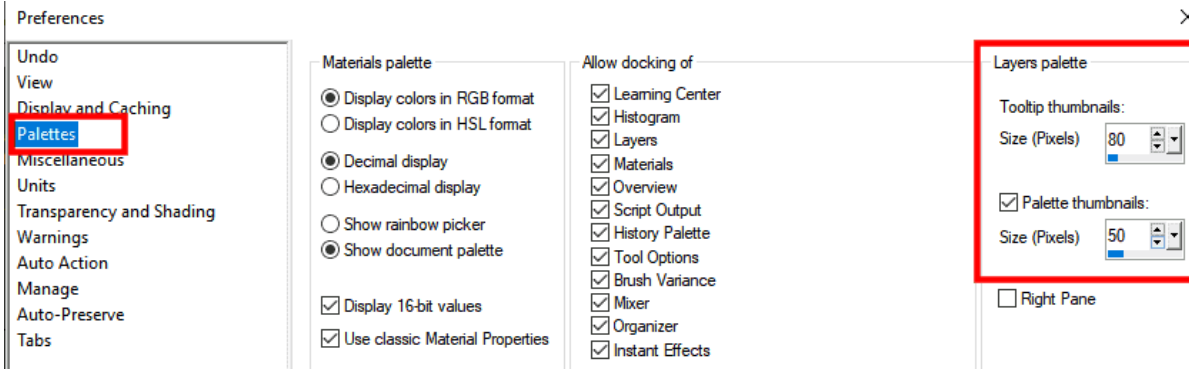 Preferences
Undo
View
Display and Caching
Palettes
Miscellaneous
Units
Transparency and Shading
Warnings
Auto Action
Manage
Auto-Preserve
Tabs
Materials palette
Display colors in RGB format
Display colors in HSL format
Decimal display
Hexadecimal display
Show rainbow picker
Show document palette
Display 16-bit values
Use classic Material Properties
Allow docking of
Learning Center
Histogram
Layers
Materials
Overview
Script Output
History Palette
Tool Options
Brush Variance
Mixer
Organizer
Instant Effects
Layers palette
Tooltip thumbnails:
Size (Pixels) 80
Palette thumbnails:
Size (Pixels) 50
Right Pane